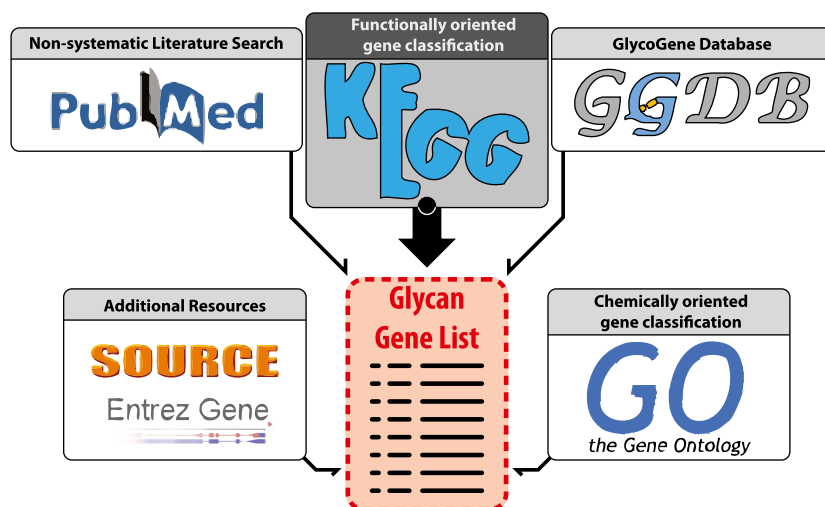 Non-systematic Literature Search
PubMed
Functionally oriented
gene classification
KEGG
GlycoGene Database
GGDB
Additional Resources
SOURCE
Entrez Gene
Glycan
Gene List
Chemically oriented
gene classification
GO
the Gene Ontology